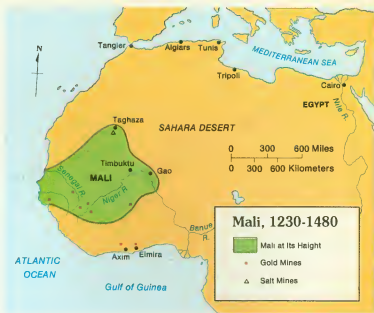 Tangier
Algiars
Tunis
MEDITERRANEAN SEA
N
Tripoli
Cairo
EGYPT
Nile R.
Taghaza
SAHARA DESERT
0 300 600 Miles
0 300 600 Kilometers
Timbuktu
MALI
Gao
Senegal R.
Niger R.
Benue
R.
Axim
Elmira
ATLANTIC
OCEAN
Gulf of Guinea
Mali, 1230-1480
Mali at Its Haight
Gold Mines
Salt Mines